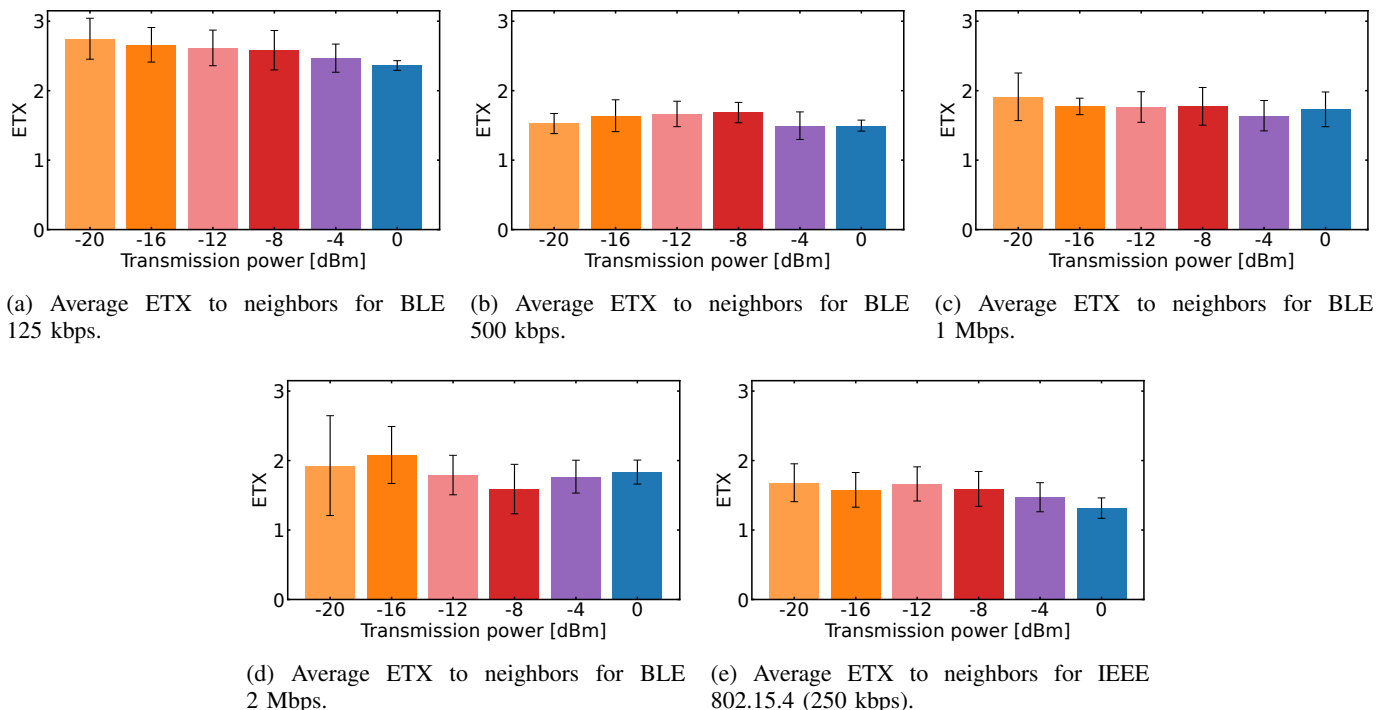 3
2
1
0
ETX
-20 -16 -12 -8 -4 0
Transmission power [dBm]
(a) Average ETX to neighbors for BLE
125 kbps.
3
2
1
0
ETX
-20 -16 -12 -8 -4 0
Transmission power [dBm]
(b) Average ETX to neighbors for BLE
500 kbps.
3
2
1
0
ETX
-20 -16 -12 -8 -4 0
Transmission power [dBm]
(c) Average ETX to neighbors for BLE
1 Mbps.
3
2
1
0
ETX
-20 -16 -12 -8 -4 0
Transmission power [dBm]
(d) Average ETX to neighbors for BLE
2 Mbps.
3
2
1
0
ETX
-20 -16 -12 -8 -4 0
Transmission power [dBm]
(e) Average ETX to neighbors for IEEE
802.15.4 (250 kbps).